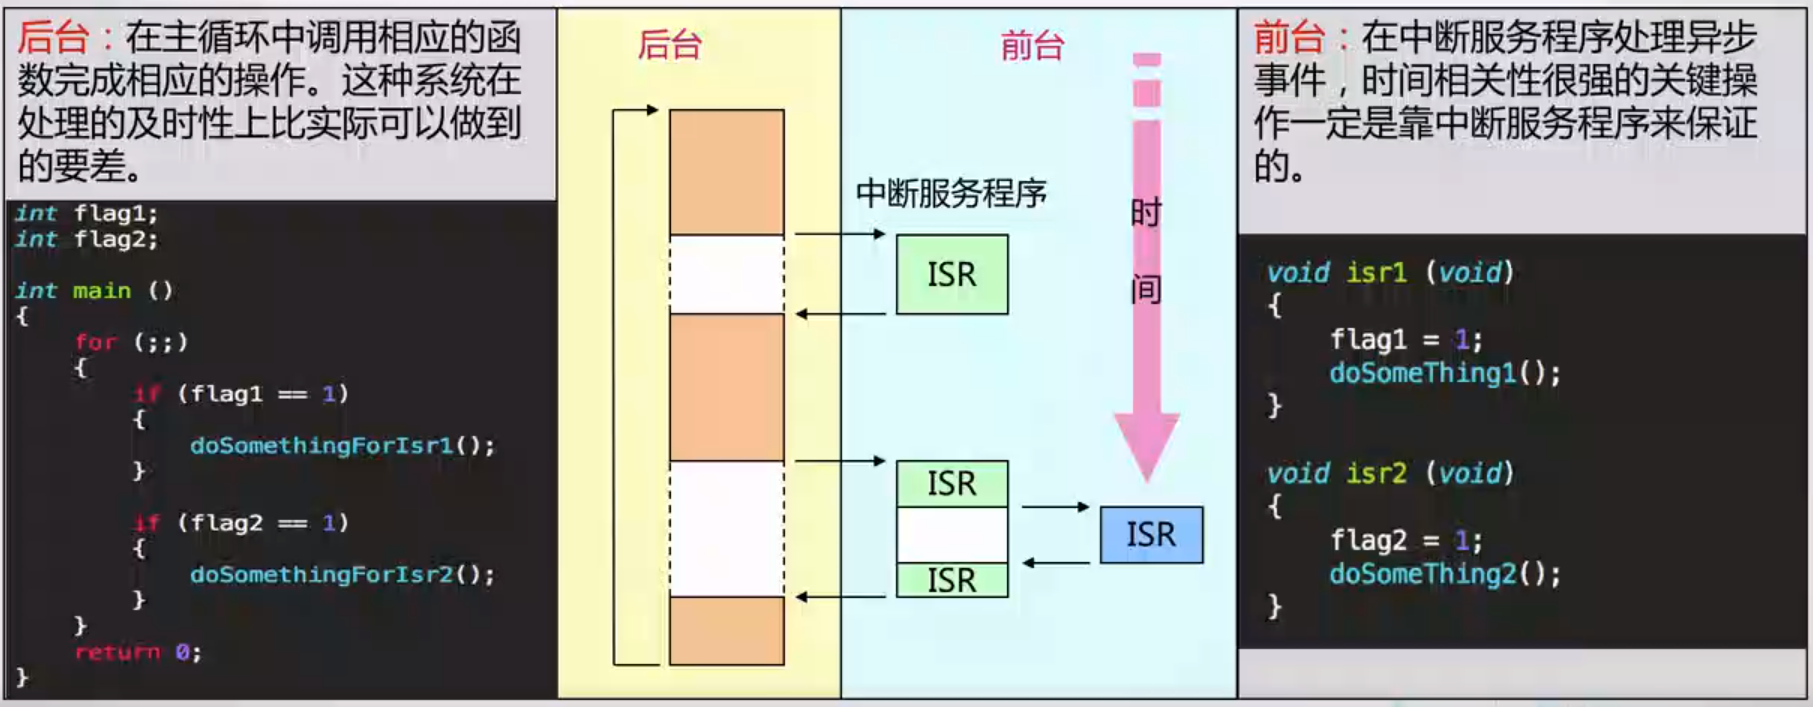 后台：在主循环中调用相应的函
数完成相应的操作。这种系统在
处理的及时性上比实际可以做到
的要差。
int flag1;
int flag2;
int main ()
{
for (;;)
{
if (flag1 == 1)
{
doSomethingForIsr1();
}
if (flag2 == 1)
{
doSomethingForIsr2();
}
}
return 0;
}
后台
前台
中断服务程序
ISR
ISR
ISR
ISR
时
间
前台：在中断服务程序处理异步
事件，时间相关性很强的关键操
作一定是靠中断服务程序来保证
的。
void isr1 (void)
{
flag1 = 1;
doSomeThing1();
}
void isr2 (void)
{
flag2 = 1;
doSomeThing2();
}